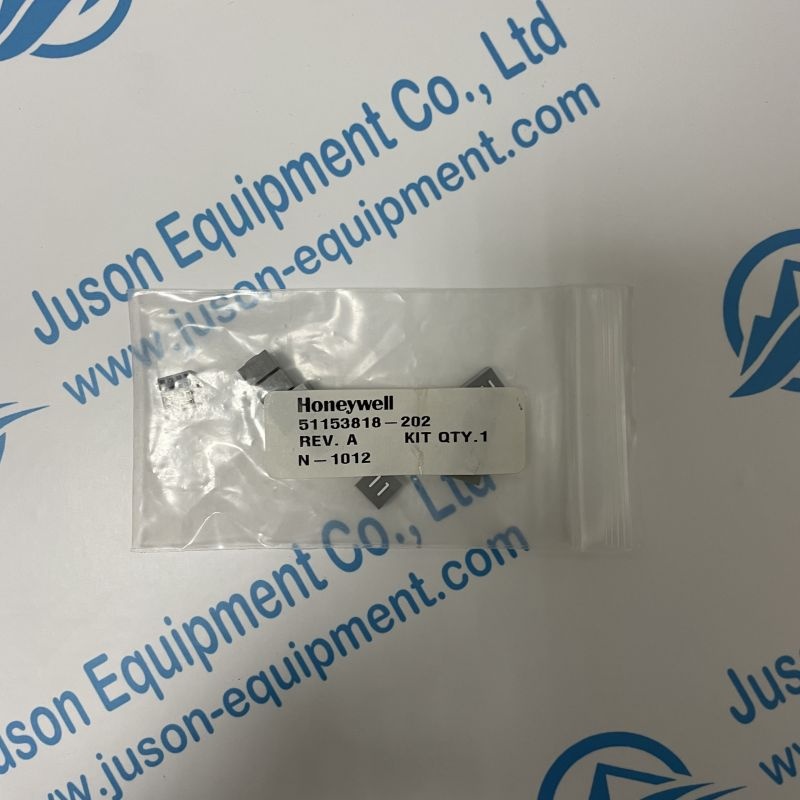 Juson Equipment Co., Ltd
www.juson-equipment.com
Honeywell
51153818-202
REV. A KIT QTY.1
N-1012
Juson Equipment Co., Ltd
www.juson-equipment.com
Jus